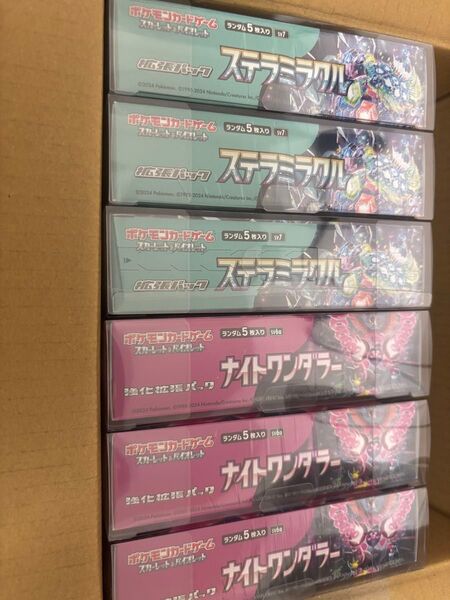 ポケモンカードゲーム
スカーレット&バイオレット
ランダム5枚入り sv7
拡張パック
ステラミラクル
©2024 Pokémon. ©1995-2024 Nintendo/Creatures Inc.
ポケモンカードゲーム
スカーレット&バイオレット
ランダム5枚入り sv7
拡張パック
ステラミラクル
©2024 Pokémon. ©1995-2024 Nintendo/Creatures Inc.
ポケモンカードゲーム
スカーレット&バイオレット
ランダム5枚入り sv7
拡張パック
ステラミラクル
ポケモンカードゲーム
スカーレット&バイオレット
ランダム5枚入り sv6a
強化拡張パック
ナイトワンダラー
ポケモンカードゲーム
スカーレット&バイオレット
ランダム5枚入り sv6a
強化拡張パック
ナイトワンダラー
ポケモンカードゲーム
スカーレット&バイオレット
ランダム5枚入り sv6a
強化拡張パック
ナイトワンダラー